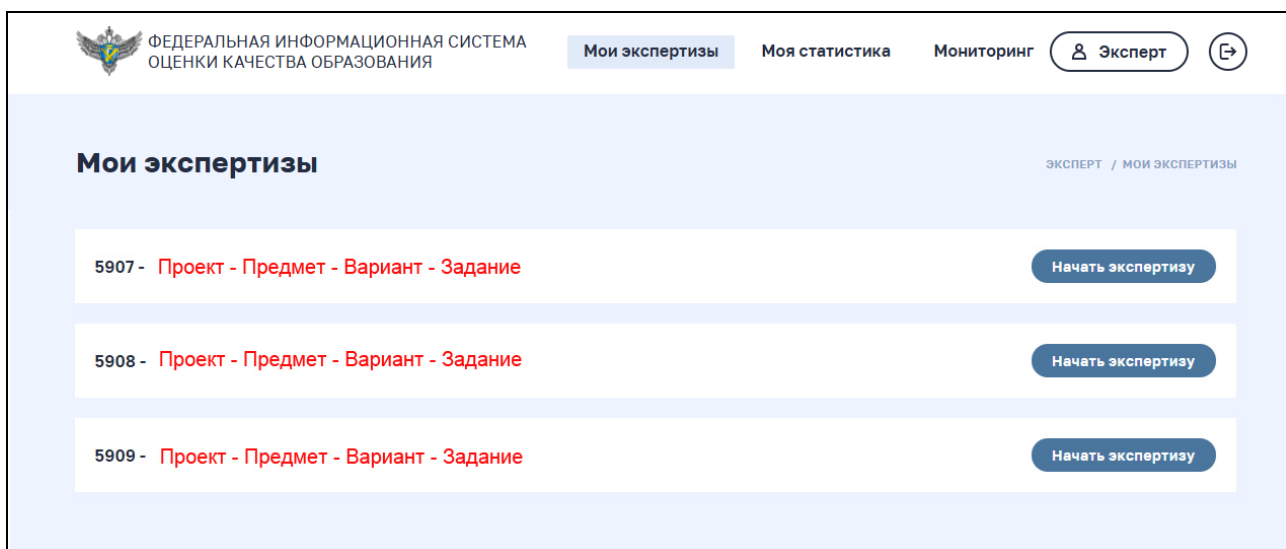 ФЕДЕРАЛЬНАЯ ИНФОРМАЦИОННАЯ СИСТЕМА
ОЦЕНКИ КАЧЕСТВА ОБРАЗОВАНИЯ
Мои экспертизы
Моя статистика
Мониторинг
Эксперт
Мои экспертизы
ЭКСПЕРТ / МОИ ЭКСПЕРТИЗЫ
5907 - Проект - Предмет - Вариант - Задание
Начать экспертизу
5908 - Проект - Предмет - Вариант - Задание
Начать экспертизу
5909 - Проект - Предмет - Вариант - Задание
Начать экспертизу